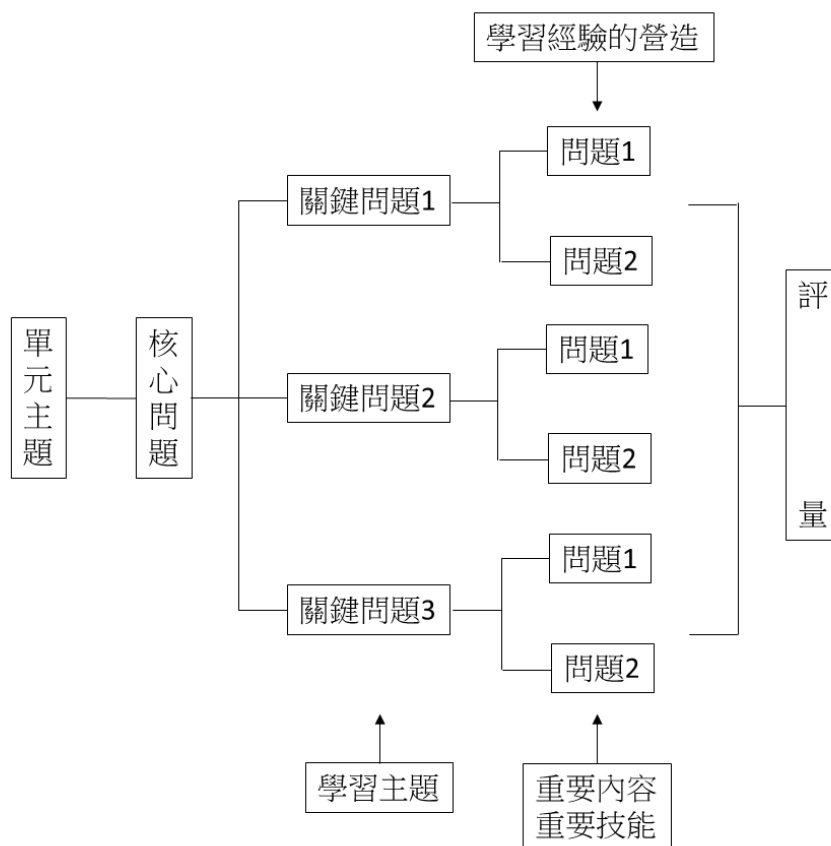 學習經驗的營造
問題1
關鍵問題1
問題2
單元主題
核心問題
問題1
關鍵問題2
問題2
問題1
關鍵問題3
問題2
評量
學習主題
重要內容
重要技能